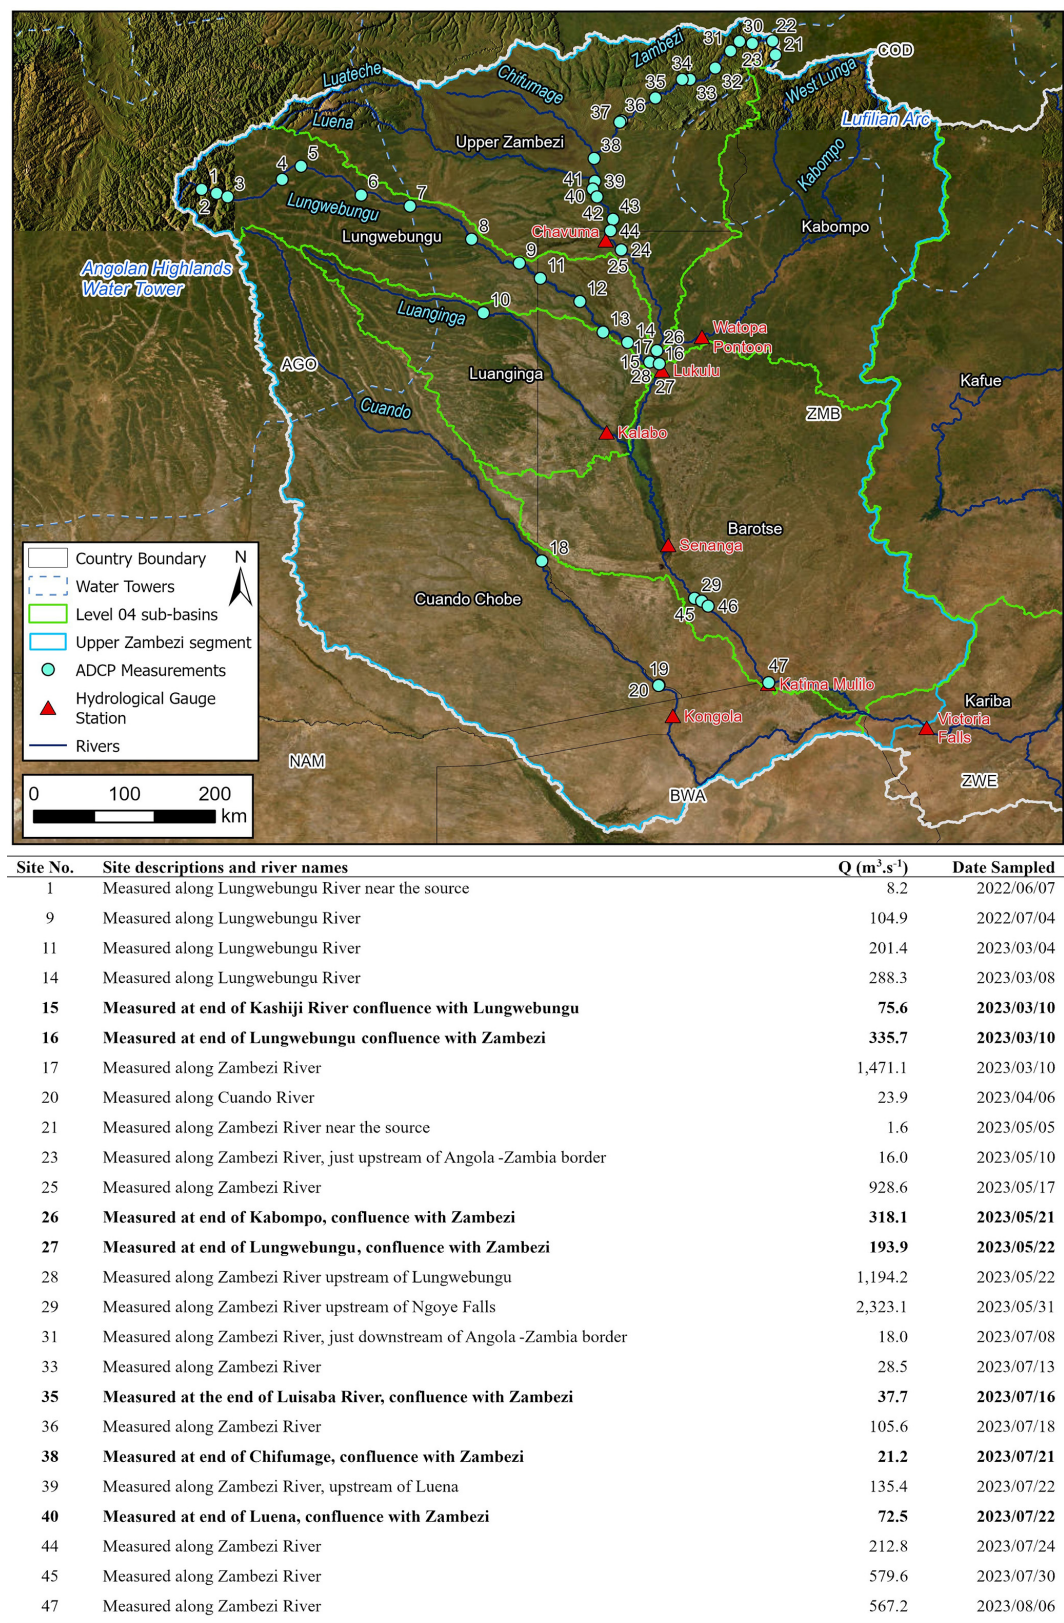 30
22
31
21
23
COD
Zambezi
34
32
33
West Lunga
Luateche
Chifumage
35
36
37
Luena
Lufilian Arc
Upper Zambezi
38
Kabompo
5
4
1
2
3
6
7
41
39
40
Lungwebungu
42
43
44
Chavuma
24
25
Kabompo
8
Lungwebungu
9
11
Angolan Highlands
Water Tower
10
12
Luanginga
13
14
26
17
16
15
28
27
Watopa
Pontoon
Lukulu
AGO
Luanginga
Kafue
Cuando
ZMB
Kalabo
Barotse
Senanga
18
Cuando Chobe
29
45
46
19
20
47
Katima Mulilo
Kongola
Kariba
Victoria
Falls
NAM
BWA
ZWE
Country Boundary
N
Water Towers
Level 04 sub-basins
Upper Zambezi segment
ADCP Measurements
Hydrological Gauge
Station
Rivers
0 100 200
km
Site No. Site descriptions and river names Q (m³.s⁻¹) Date Sampled
1 Measured along Lungwebungu River near the source 8.2 2022/06/07
9 Measured along Lungwebungu River 104.9 2022/07/04
11 Measured along Lungwebungu River 201.4 2023/03/04
14 Measured along Lungwebungu River 288.3 2023/03/08
15 Measured at end of Kashiji River confluence with Lungwebungu 75.6 2023/03/10
16 Measured at end of Lungwebungu confluence with Zambezi 335.7 2023/03/10
17 Measured along Zambezi River 1,471.1 2023/03/10
20 Measured along Cuando River 23.9 2023/04/06
21 Measured along Zambezi River near the source 1.6 2023/05/05
23 Measured along Zambezi River, just upstream of Angola -Zambia border 16.0 2023/05/10
25 Measured along Zambezi River 928.6 2023/05/17
26 Measured at end of Kabompo, confluence with Zambezi 318.1 2023/05/21
27 Measured at end of Lungwebungu, confluence with Zambezi 193.9 2023/05/22
28 Measured along Zambezi River upstream of Lungwebungu 1,194.2 2023/05/22
29 Measured along Zambezi River upstream of Ngoye Falls 2,323.1 2023/05/31
31 Measured along Zambezi River, just downstream of Angola -Zambia border 18.0 2023/07/08
33 Measured along Zambezi River 28.5 2023/07/13
35 Measured at the end of Luisaba River, confluence with Zambezi 37.7 2023/07/16
36 Measured along Zambezi River 105.6 2023/07/18
38 Measured at end of Chifumage, confluence with Zambezi 21.2 2023/07/21
39 Measured along Zambezi River, upstream of Luena 135.4 2023/07/22
40 Measured at end of Luena, confluence with Zambezi 72.5 2023/07/22
44 Measured along Zambezi River 212.8 2023/07/24
45 Measured along Zambezi River 579.6 2023/07/30
47 Measured along Zambezi River 567.2 2023/08/06